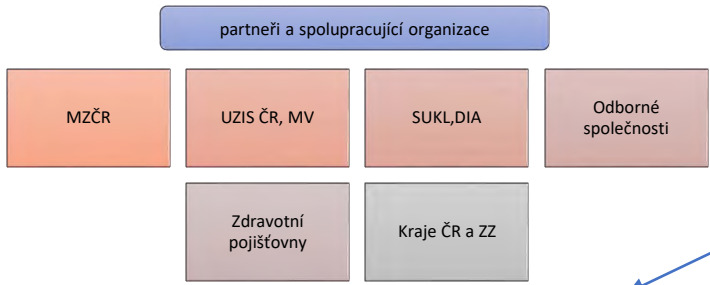 partneři a spolupracující organizace
MZČR
UZIS ČR, MV
SUKL,DIA
Odborné
společnosti
Zdravotní
pojišťovny
Kraje ČR a ZZ